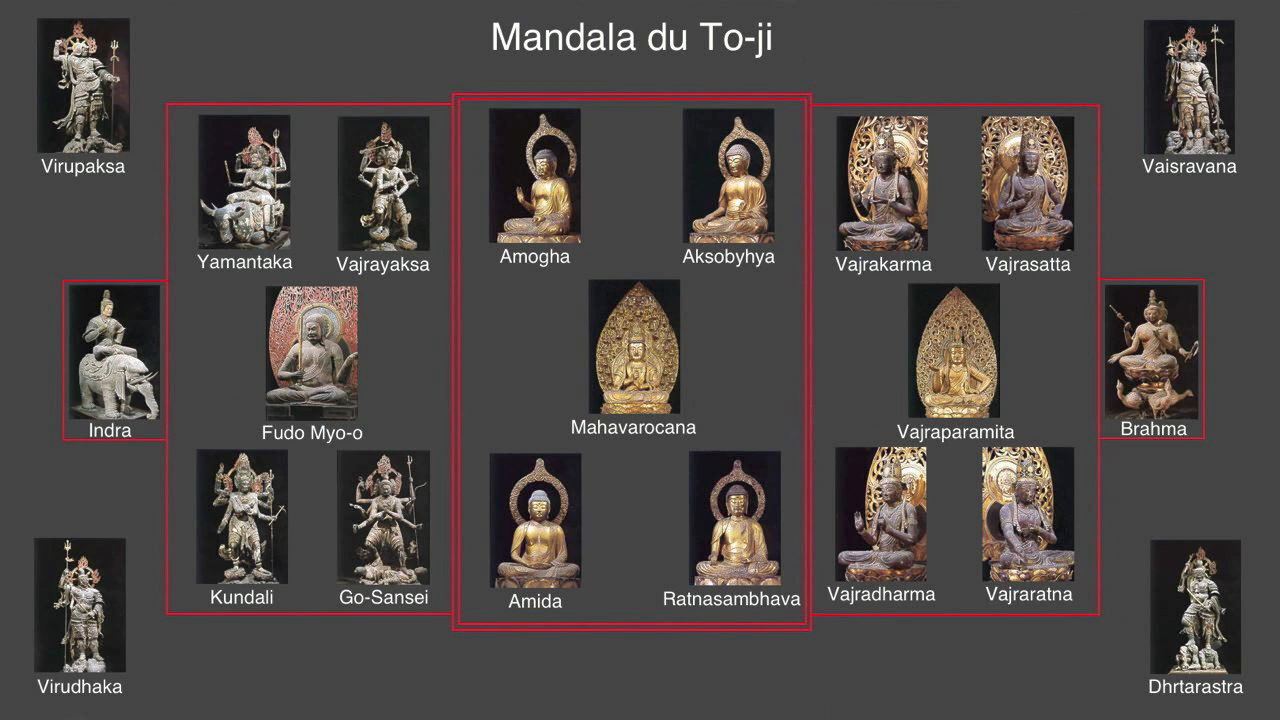 Mandala du To-ji
Virupaksa
Vaisravana
Yamantaka
Vajrayaksa
Amogha
Aksobyhya
Vajrakarma
Vajrasatta
Indra
Fudo Myo-o
Mahavarocana
Vajraparamita
Brahma
Kundali
Go-Sansei
Amida
Ratnasambhava
Vajradharma
Vajraratna
Virudhaka
Dhrtarastra